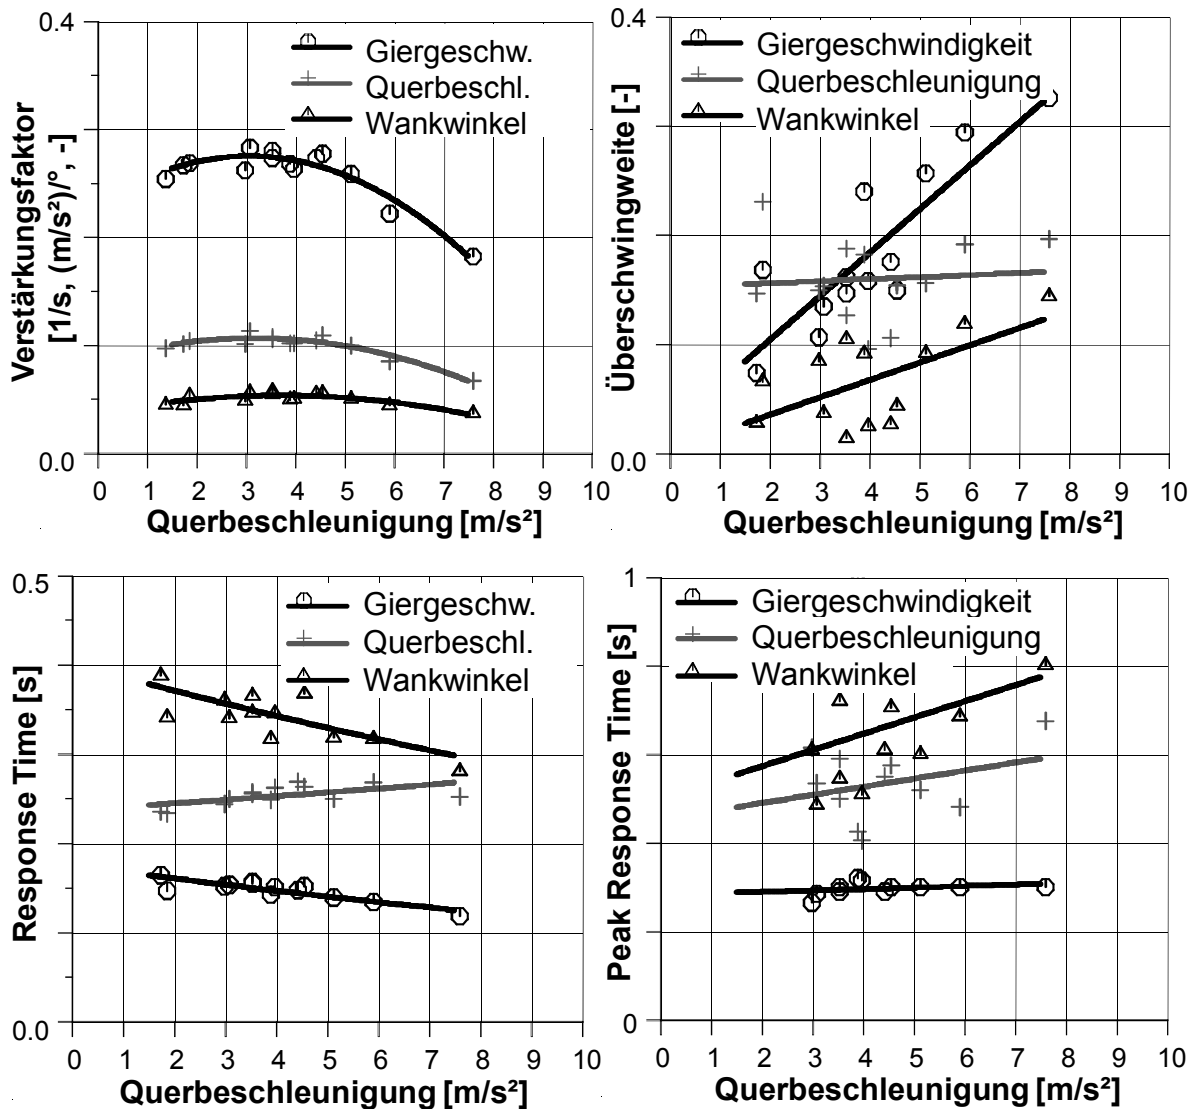 0.4
Giergeschw.
Querbeschl.
Wankwinkel
Verstärkungsfaktor
[1/s, (m/s²)/°, -]
0.0
0 1 2 3 4 5 6 7 8 9 10
Querbeschleunigung [m/s²]
0.4
Giergeschwindigkeit
Querbeschleunigung
Wankwinkel
Überschwingweite [-]
0.0
0 1 2 3 4 5 6 7 8 9 10
Querbeschleunigung [m/s²]
0.5
Giergeschw.
Querbeschl.
Wankwinkel
Response Time [s]
0.0
0 1 2 3 4 5 6 7 8 9 10
Querbeschleunigung [m/s²]
1
Giergeschwindigkeit
Querbeschleunigung
Wankwinkel
Peak Response Time [s]
0
0 1 2 3 4 5 6 7 8 9 10
Querbeschleunigung [m/s²]